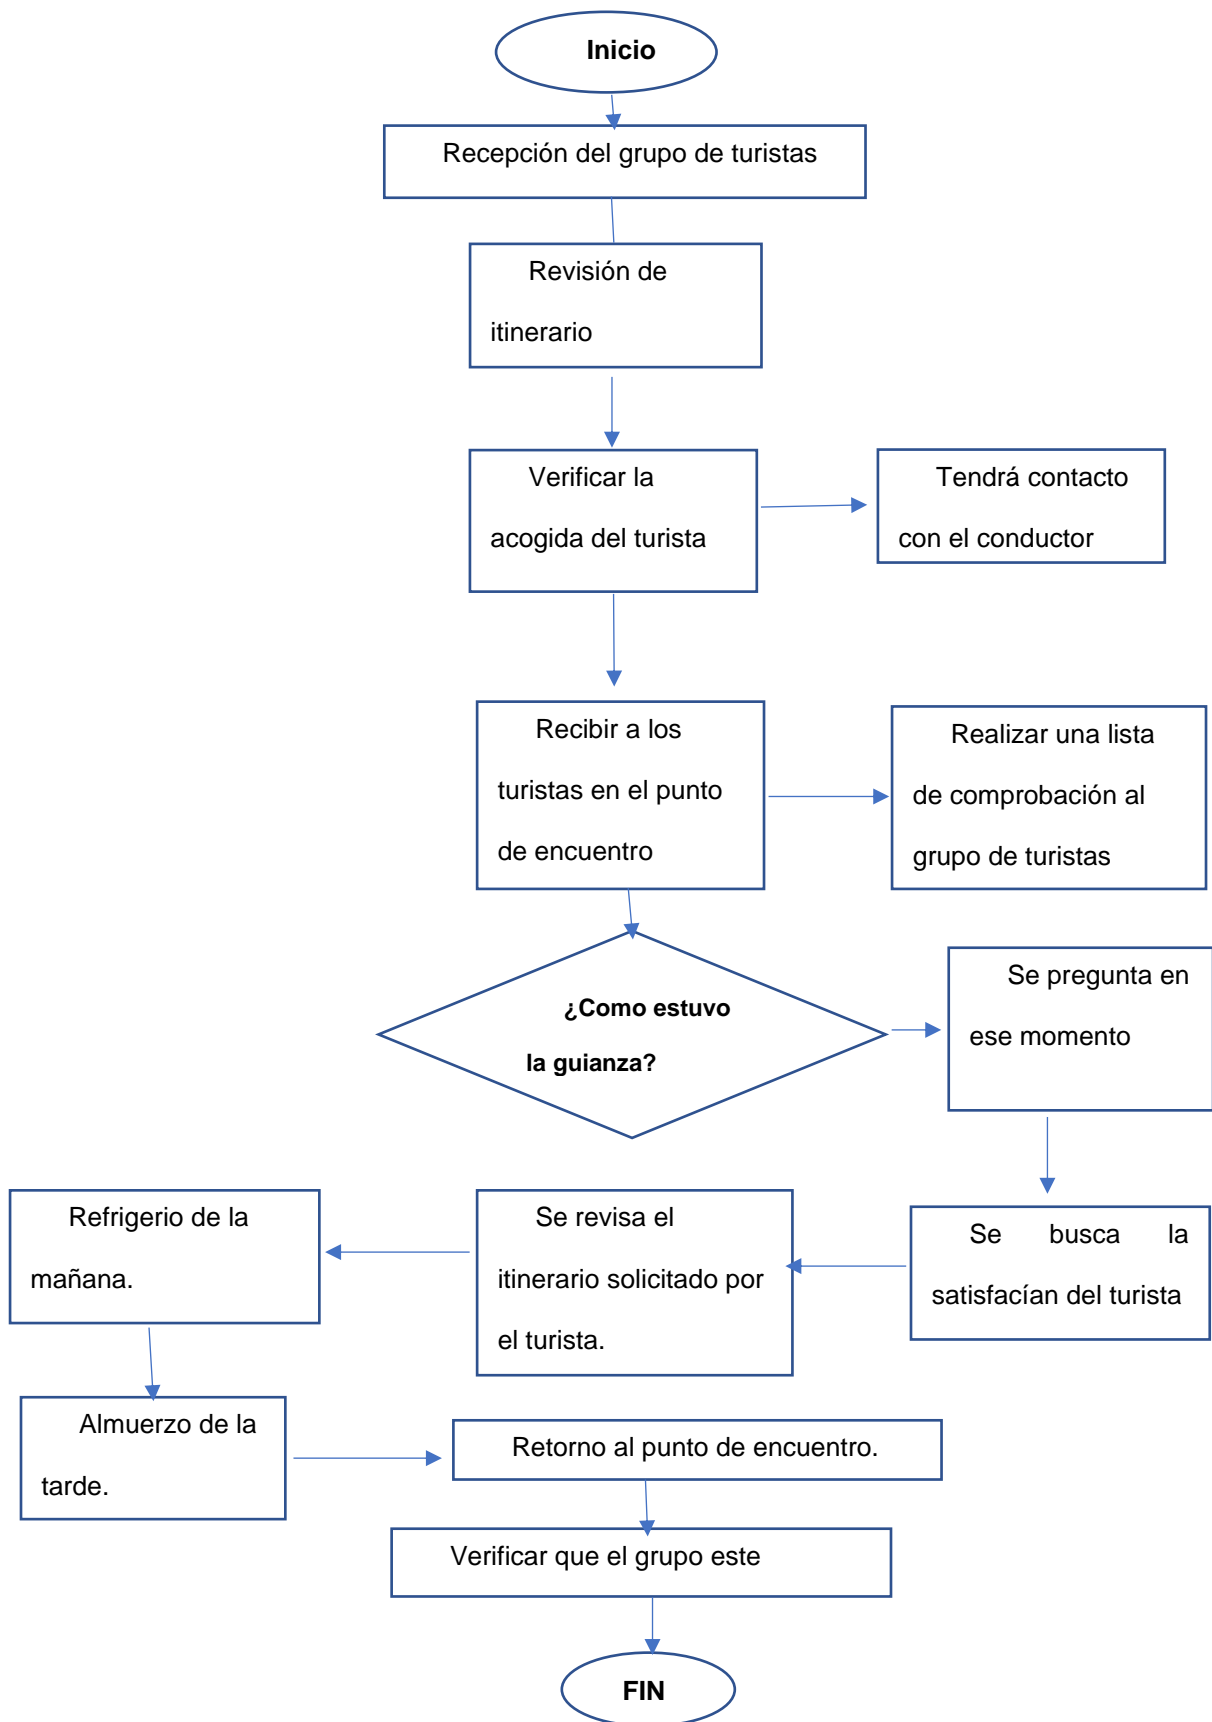 Inicio
Recepción del grupo de turistas
Revisión de
itinerario
Verificar la
acogida del turista
Tendrá contacto
con el conductor
Recibir a los
turistas en el punto
de encuentro
Realizar una lista
de comprobación al
grupo de turistas
¿Como estuvo
la guianza?
Se pregunta en
ese momento
Se busca la
satisfacían del turista
Se revisa el
itinerario solicitado por
el turista.
Refrigerio de la
mañana.
Almuerzo de la
tarde.
Retorno al punto de encuentro.
Verificar que el grupo este
FIN